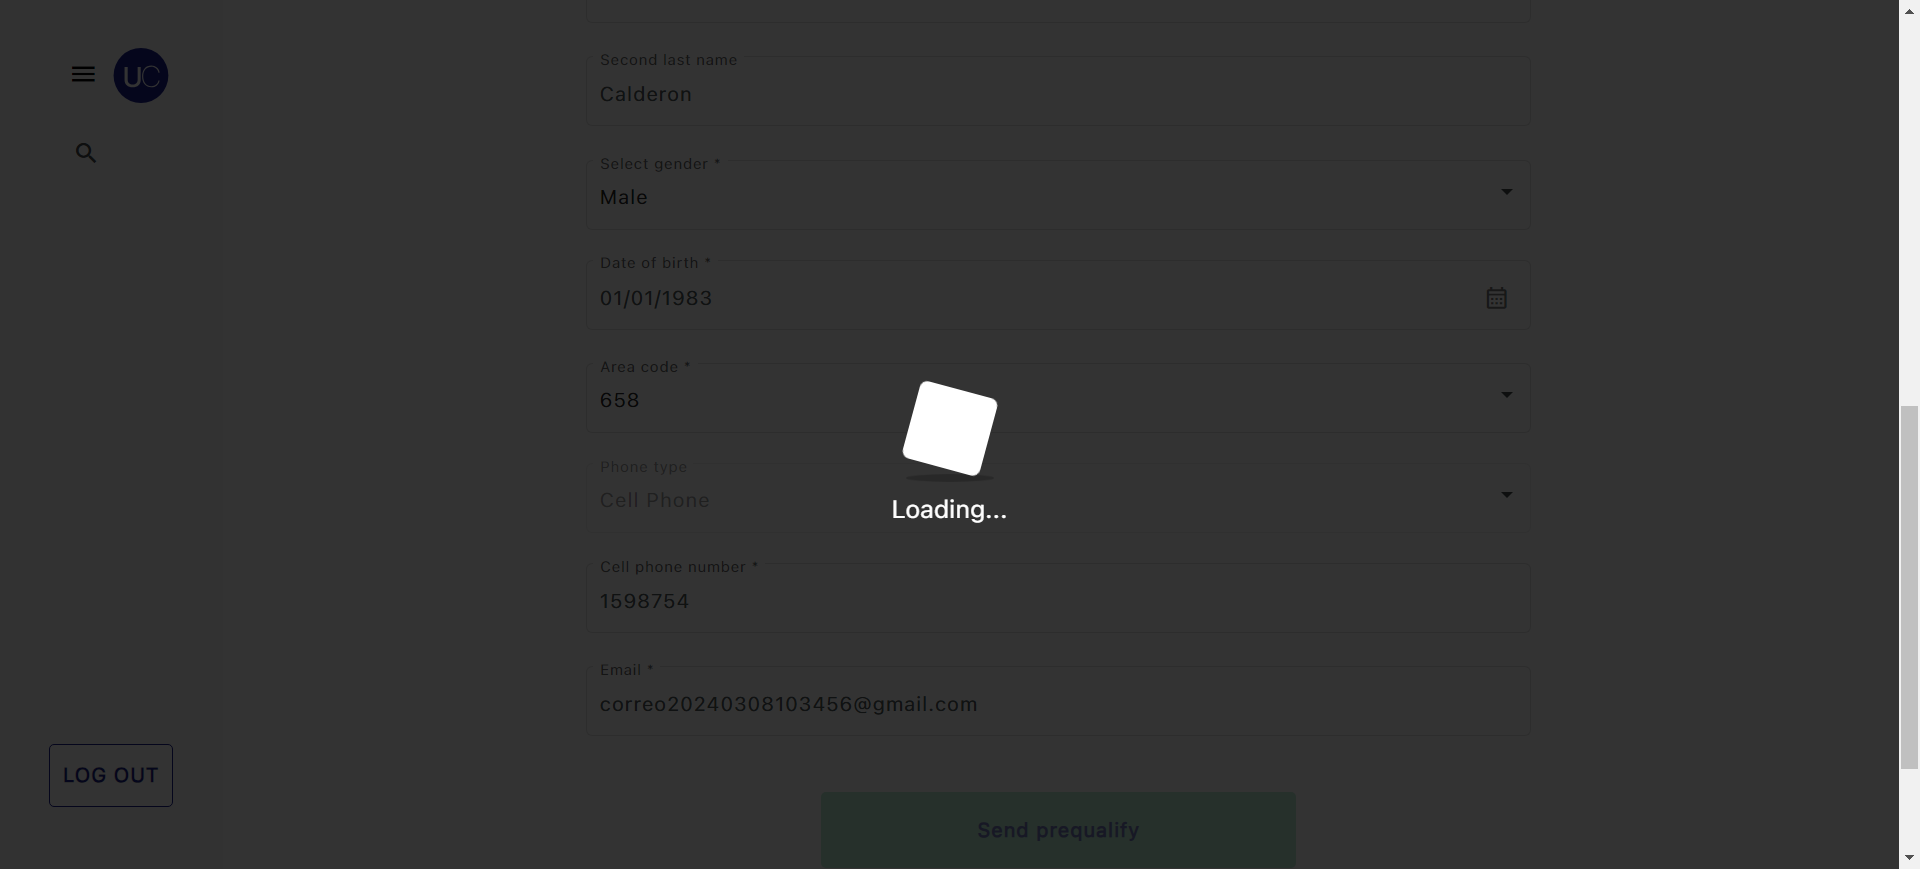 UC
Second last name
Calderon
Select gender *
Male
Date of birth *
01/01/1983
Area code *
658
Phone type
Cell Phone
Loading...
Cell phone number *
1598754
Email *
correo20240308103456@gmail.com
LOG OUT
Send prequalify